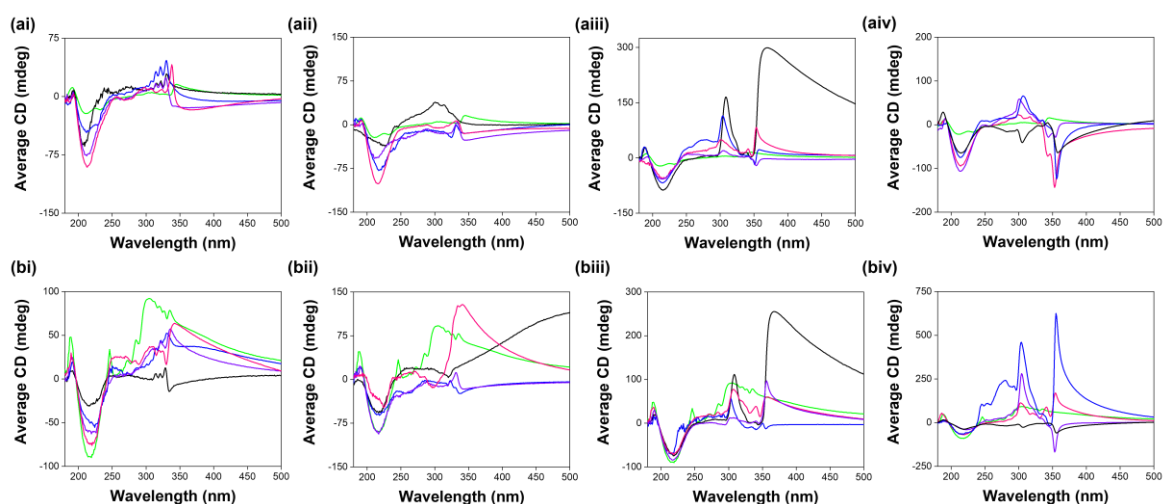 (ai)
(aii)
(aiii)
(aiv)
Average CD (mdeg)
75
0
-75
-150
200 250 300 350 400 450 500
Wavelength (nm)
Average CD (mdeg)
150
75
0
-75
-150
200 250 300 350 400 450 500
Wavelength (nm)
Average CD (mdeg)
300
150
0
-150
200 250 300 350 400 450 500
Wavelength (nm)
Average CD (mdeg)
200
100
0
-100
-200
200 250 300 350 400 450 500
Wavelength (nm)
(bi)
(bii)
(biii)
(biv)
Average CD (mdeg)
100
50
0
-50
-100
200 250 300 350 400 450 500
Wavelength (nm)
Average CD (mdeg)
150
75
0
-75
-150
200 250 300 350 400 450 500
Wavelength (nm)
Average CD (mdeg)
300
200
100
0
-100
200 250 300 350 400 450 500
Wavelength (nm)
Average CD (mdeg)
750
500
250
0
-250
200 250 300 350 400 450 500
Wavelength (nm)